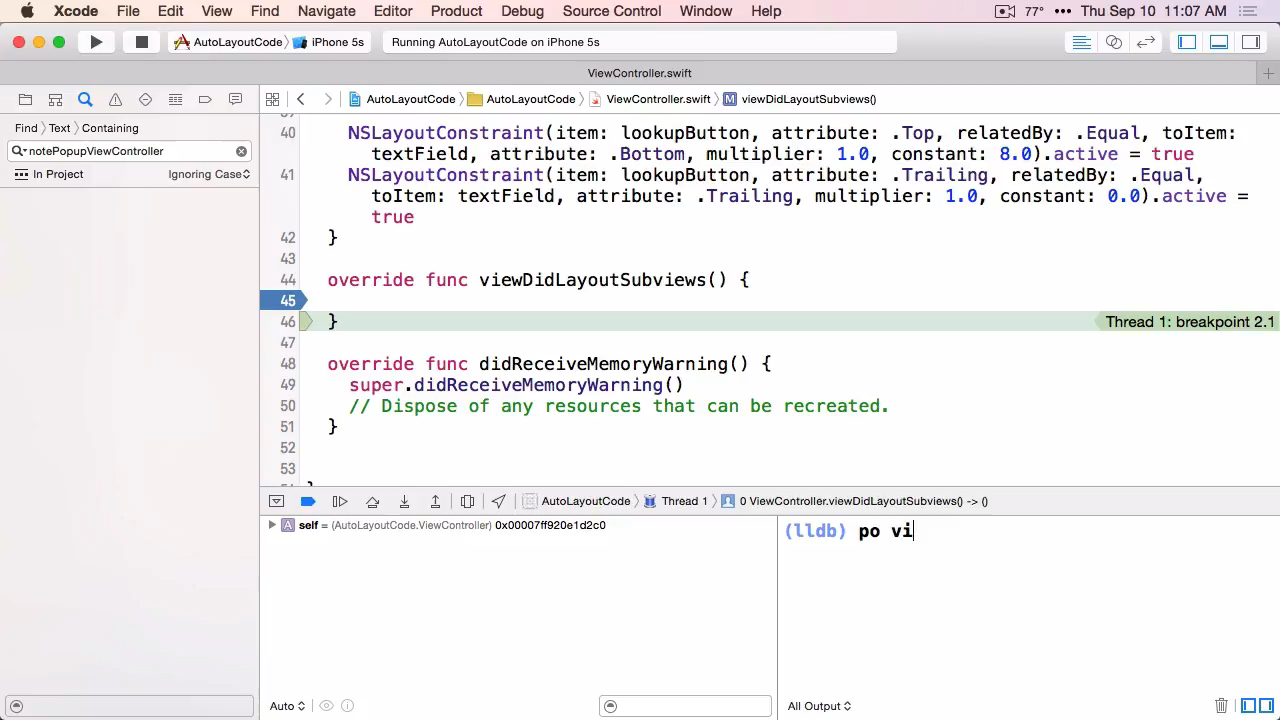 Xcode File Edit View Find Navigate Editor Product Debug Source Control Window Help 77° ••• Thu Sep 10 11:07 AM
AutoLayoutCode iPhone 5s Running AutoLayoutCode on iPhone 5s
ViewController.swift
AutoLayoutCode AutoLayoutCode ViewController.swift M viewDidLayoutSubviews()
Find Text Containing
notePopupViewController
In Project Ignoring Case
40 NSLayoutConstraint(item: lookupButton, attribute: .Top, relatedBy: .Equal, toItem:
textField, attribute: .Bottom, multiplier: 1.0, constant: 8.0).active = true
41 NSLayoutConstraint(item: lookupButton, attribute: .Trailing, relatedBy: .Equal,
toItem: textField, attribute: .Trailing, multiplier: 1.0, constant: 0.0).active =
true
42 }
43
44 override func viewDidLayoutSubviews() {
45
46 } Thread 1: breakpoint 2.1
47
48 override func didReceiveMemoryWarning() {
49 super.didReceiveMemoryWarning()
50 // Dispose of any resources that can be recreated.
51 }
52
53
AutoLayoutCode Thread 1 0 ViewController.viewDidLayoutSubviews() -> ()
A self = (AutoLayoutCode.ViewController) 0x00007ff920e1d2c0
(lldb) po vi
Auto All Output